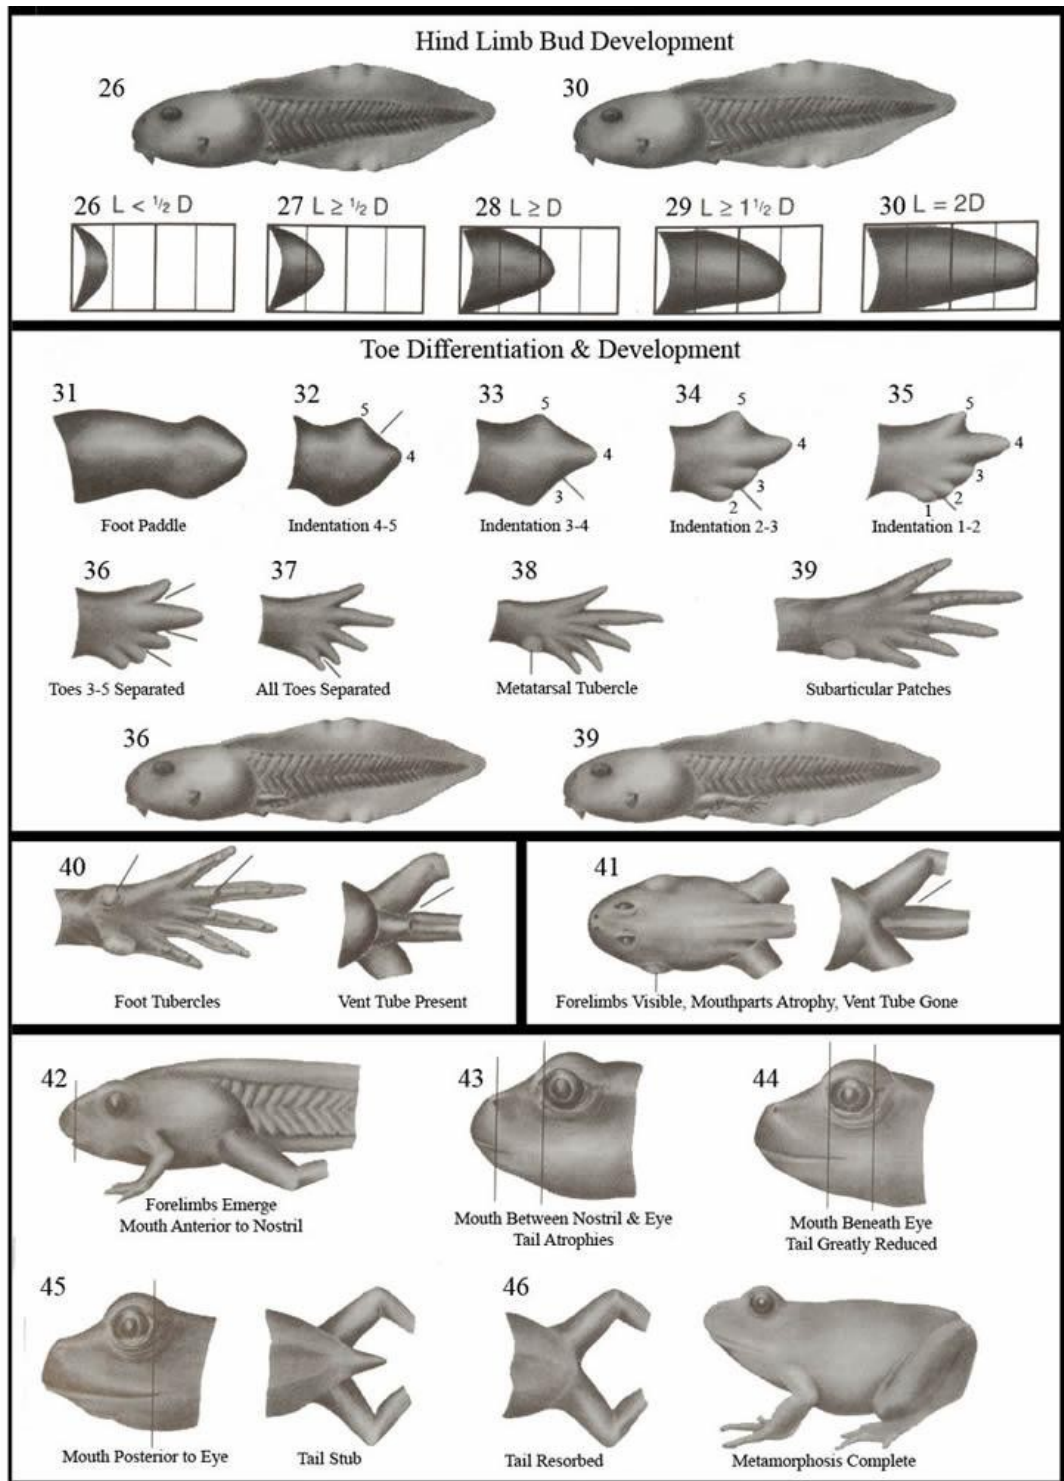 Hind Limb Bud Development
26
30
26 L < 1/2 D
27 L ≥ 1/2 D
28 L ≥ D
29 L ≥ 1 1/2 D
30 L = 2D
Toe Differentiation & Development
31
32
5
4
33
5
4
3
34
5
4
3
2
35
5
4
3
2
1
Foot Paddle
Indentation 4-5
Indentation 3-4
Indentation 2-3
Indentation 1-2
36
37
38
39
Toes 3-5 Separated
All Toes Separated
Metatarsal Tubercle
Subarticular Patches
36
39
40
Foot Tubercles
Vent Tube Present
41
Forelimbs Visible, Mouthparts Atrophy, Vent Tube Gone
42
Forelimbs Emerge
Mouth Anterior to Nostril
43
Mouth Between Nostril & Eye
Tail Atrophies
44
Mouth Beneath Eye
Tail Greatly Reduced
45
Mouth Posterior to Eye
Tail Stub
46
Tail Resorbed
Metamorphosis Complete